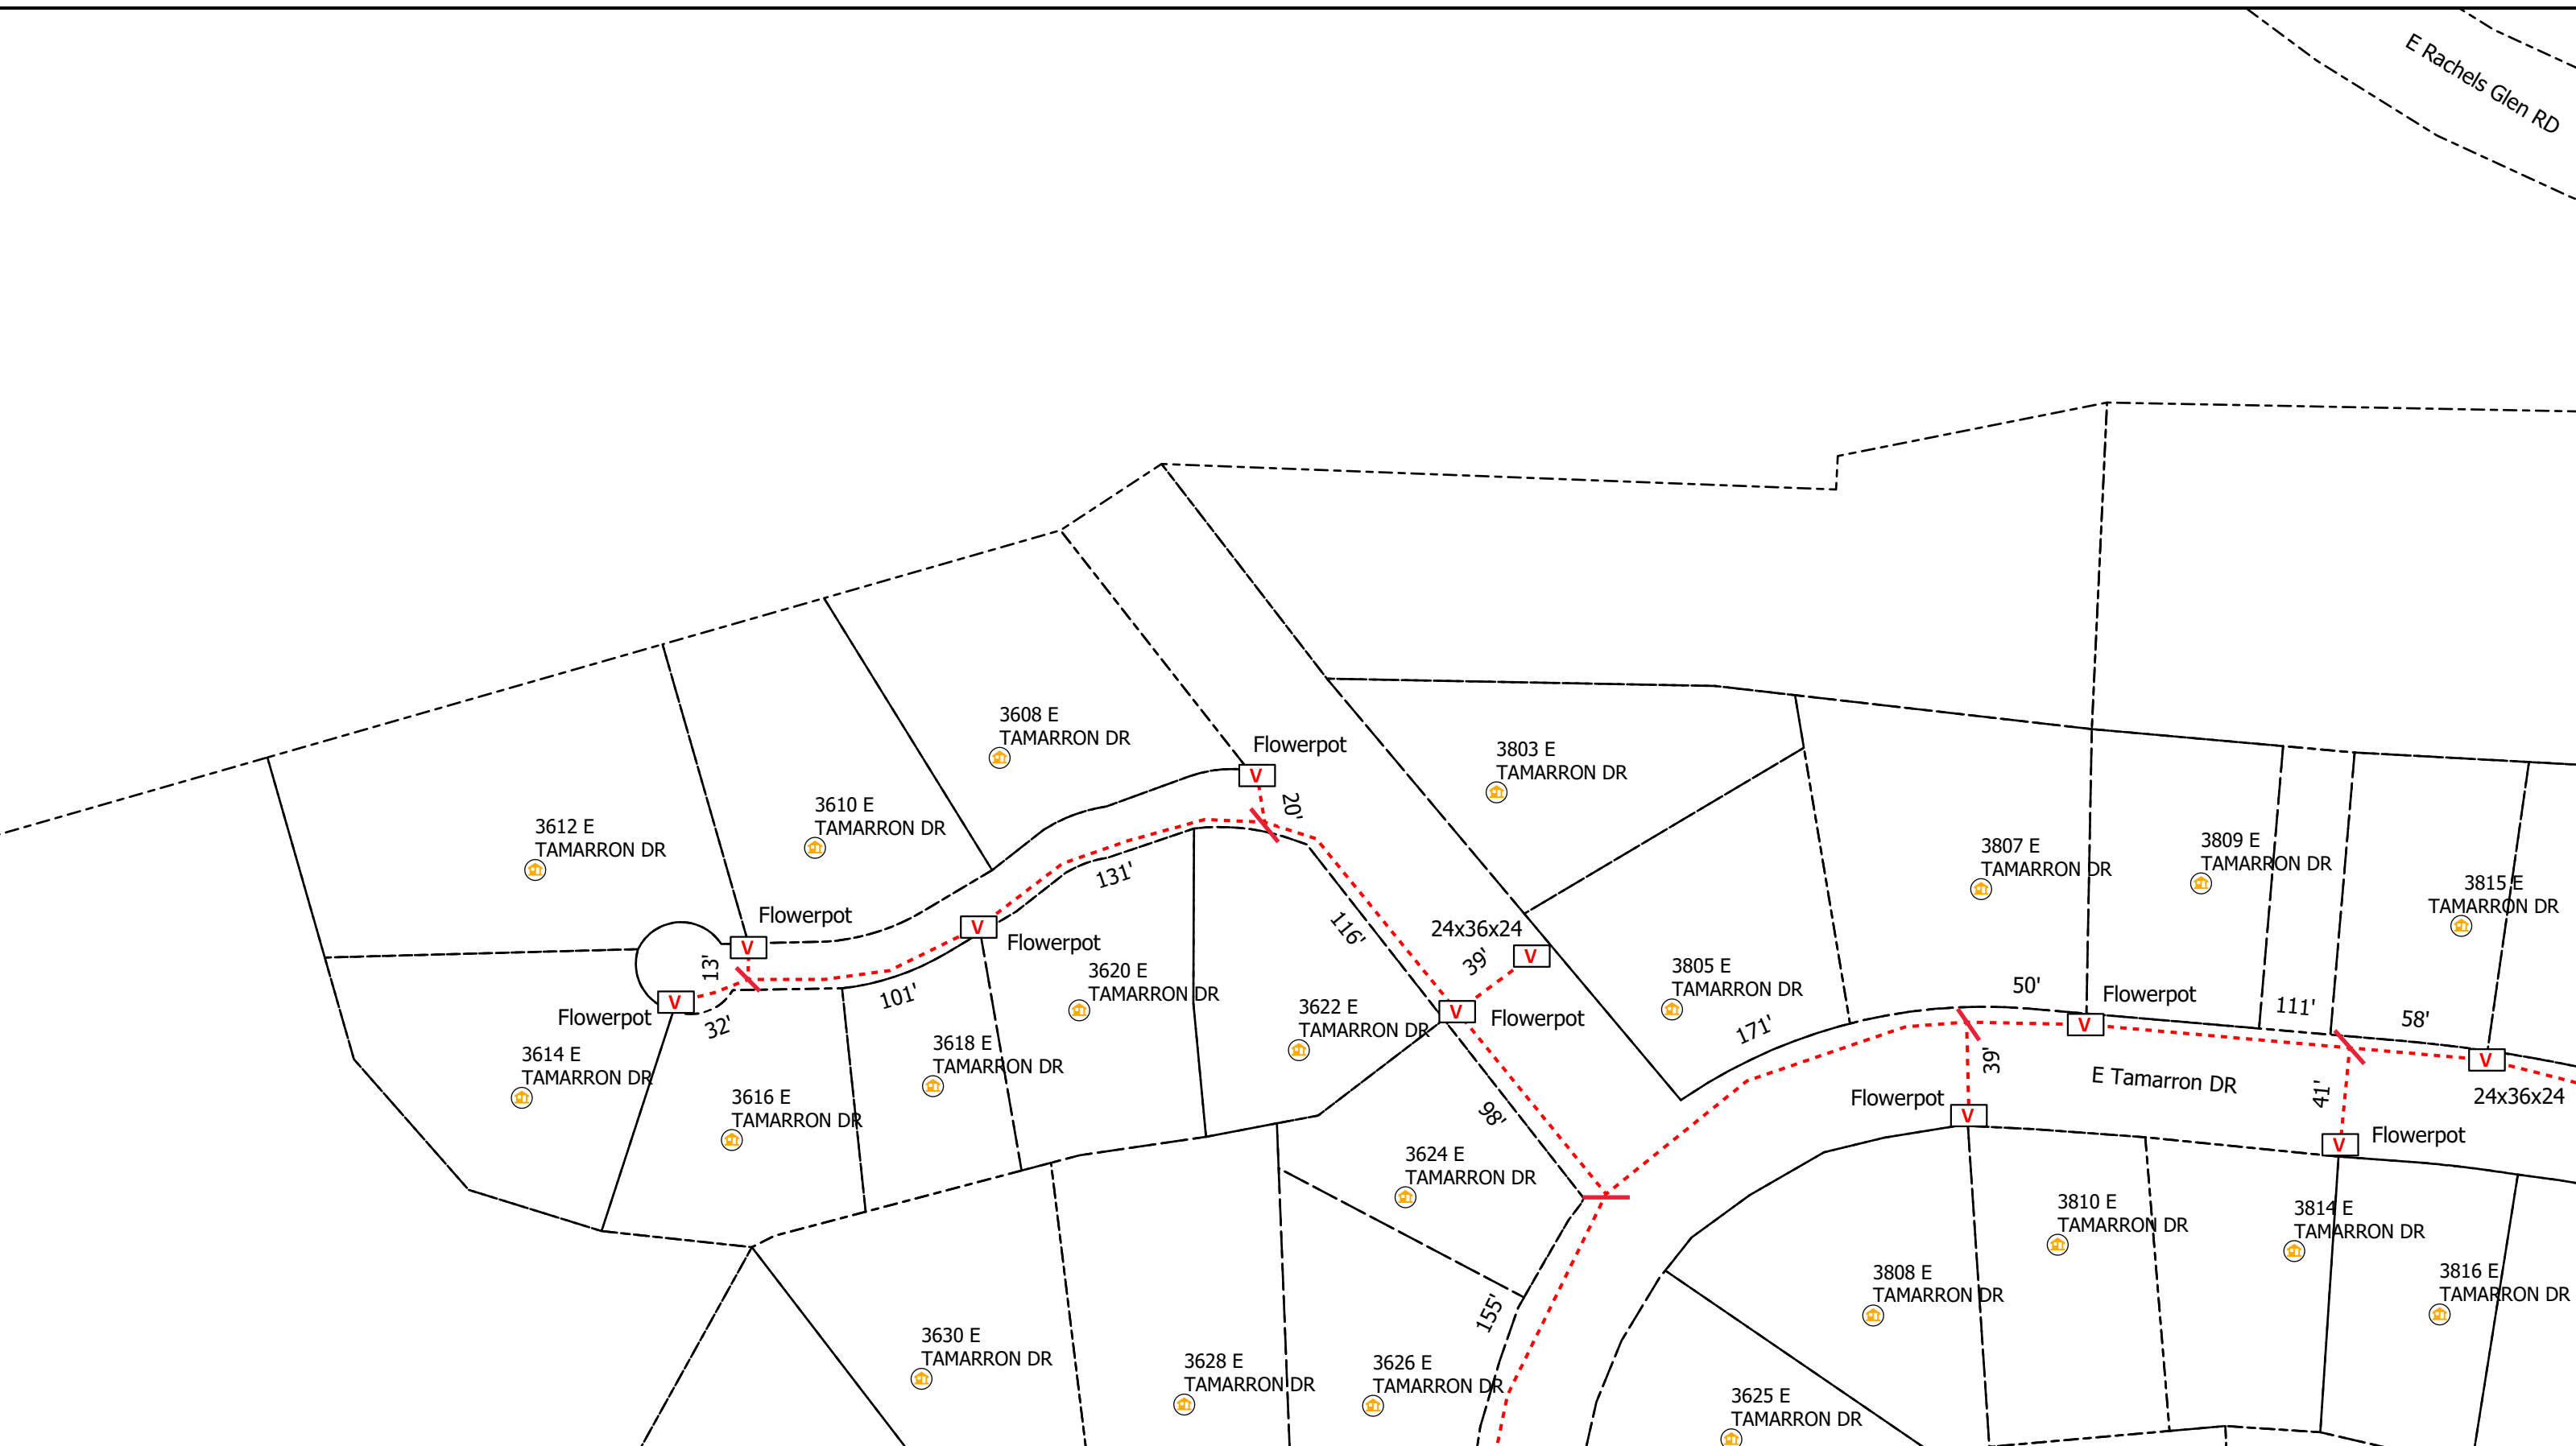 E Rachels Glen RD
3608 E
TAMARRON DR
Flowerpot
V
20'
3803 E
TAMARRON DR
3612 E
TAMARRON DR
3610 E
TAMARRON DR
3807 E
TAMARRON DR
3809 E
TAMARRON DR
3815 E
TAMARRON DR
131'
Flowerpot
V
V
Flowerpot
116'
24x36x24
39'
V
13'
V
Flowerpot
32'
101'
3620 E
TAMARRON DR
3622 E
TAMARRON DR
V
Flowerpot
3805 E
TAMARRON DR
171'
50'
Flowerpot
V
111'
58'
V
24x36x24
3614 E
TAMARRON DR
3618 E
TAMARRON DR
3616 E
TAMARRON DR
98'
39'
E Tamarron DR
41'
Flowerpot
V
Flowerpot
V
3624 E
TAMARRON DR
3810 E
TAMARRON DR
3814 E
TAMARRON DR
3808 E
TAMARRON DR
3816 E
TAMARRON DR
155'
3630 E
TAMARRON DR
3628 E
TAMARRON DR
3626 E
TAMARRON DR
3625 E
TAMARRON DR